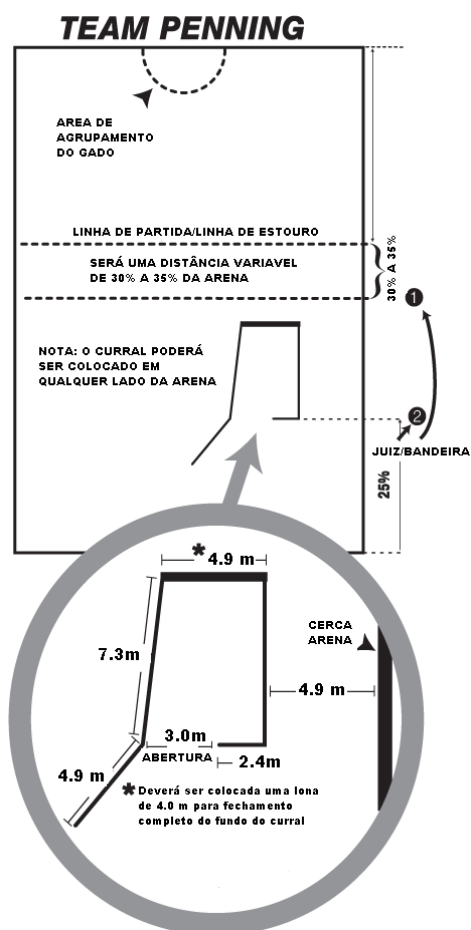 TEAM PENNING
AREA DE
AGRUPAMENTO
DO GADO
LINHA DE PARTIDA/LINHA DE ESTOURO
SERÁ UMA DISTÂNCIA VARIAVEL
DE 30% A 35% DA ARENA
30% A 35%
1
NOTA: O CURRAL PODERÁ
SER COLOCADO EM
QUALQUER LADO DA ARENA
2
JUIZ/BANDEIRA
25%
* 4.9 m
CERCA
ARENA
7.3m
4.9 m
3.0m
ABERTURA
2.4m
4.9 m
* Deverá ser colocada uma lona
de 4.0 m para fechamento
completo do fundo do curral